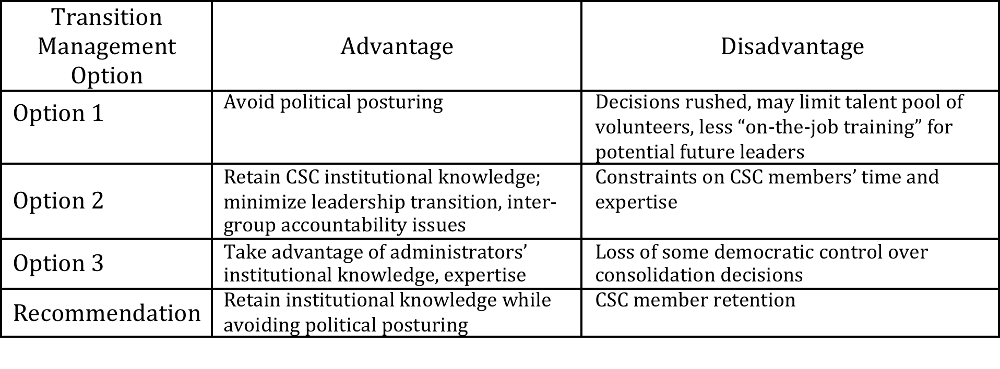 Transition
Management
Option
Advantage
Disadvantage
Option 1
Avoid political posturing
Decisions rushed, may limit talent pool of
volunteers, less “on-the-job training” for
potential future leaders
Option 2
Retain CSC institutional knowledge;
minimize leadership transition, inter-
group accountability issues
Constraints on CSC members’ time and
expertise
Option 3
Take advantage of administrators’
institutional knowledge, expertise
Loss of some democratic control over
consolidation decisions
Recommendation
Retain institutional knowledge while
avoiding political posturing
CSC member retention